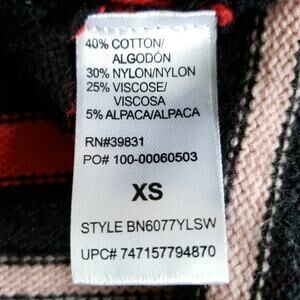 40% COTTON/
ALGODÓN
30% NYLON/NYLON
25% VISCOSE/
VISCOSA
5% ALPACA/ALPACA
RN#39831
PO# 100-00060503
XS
STYLE BN6077YLSW
UPC# 747157794870